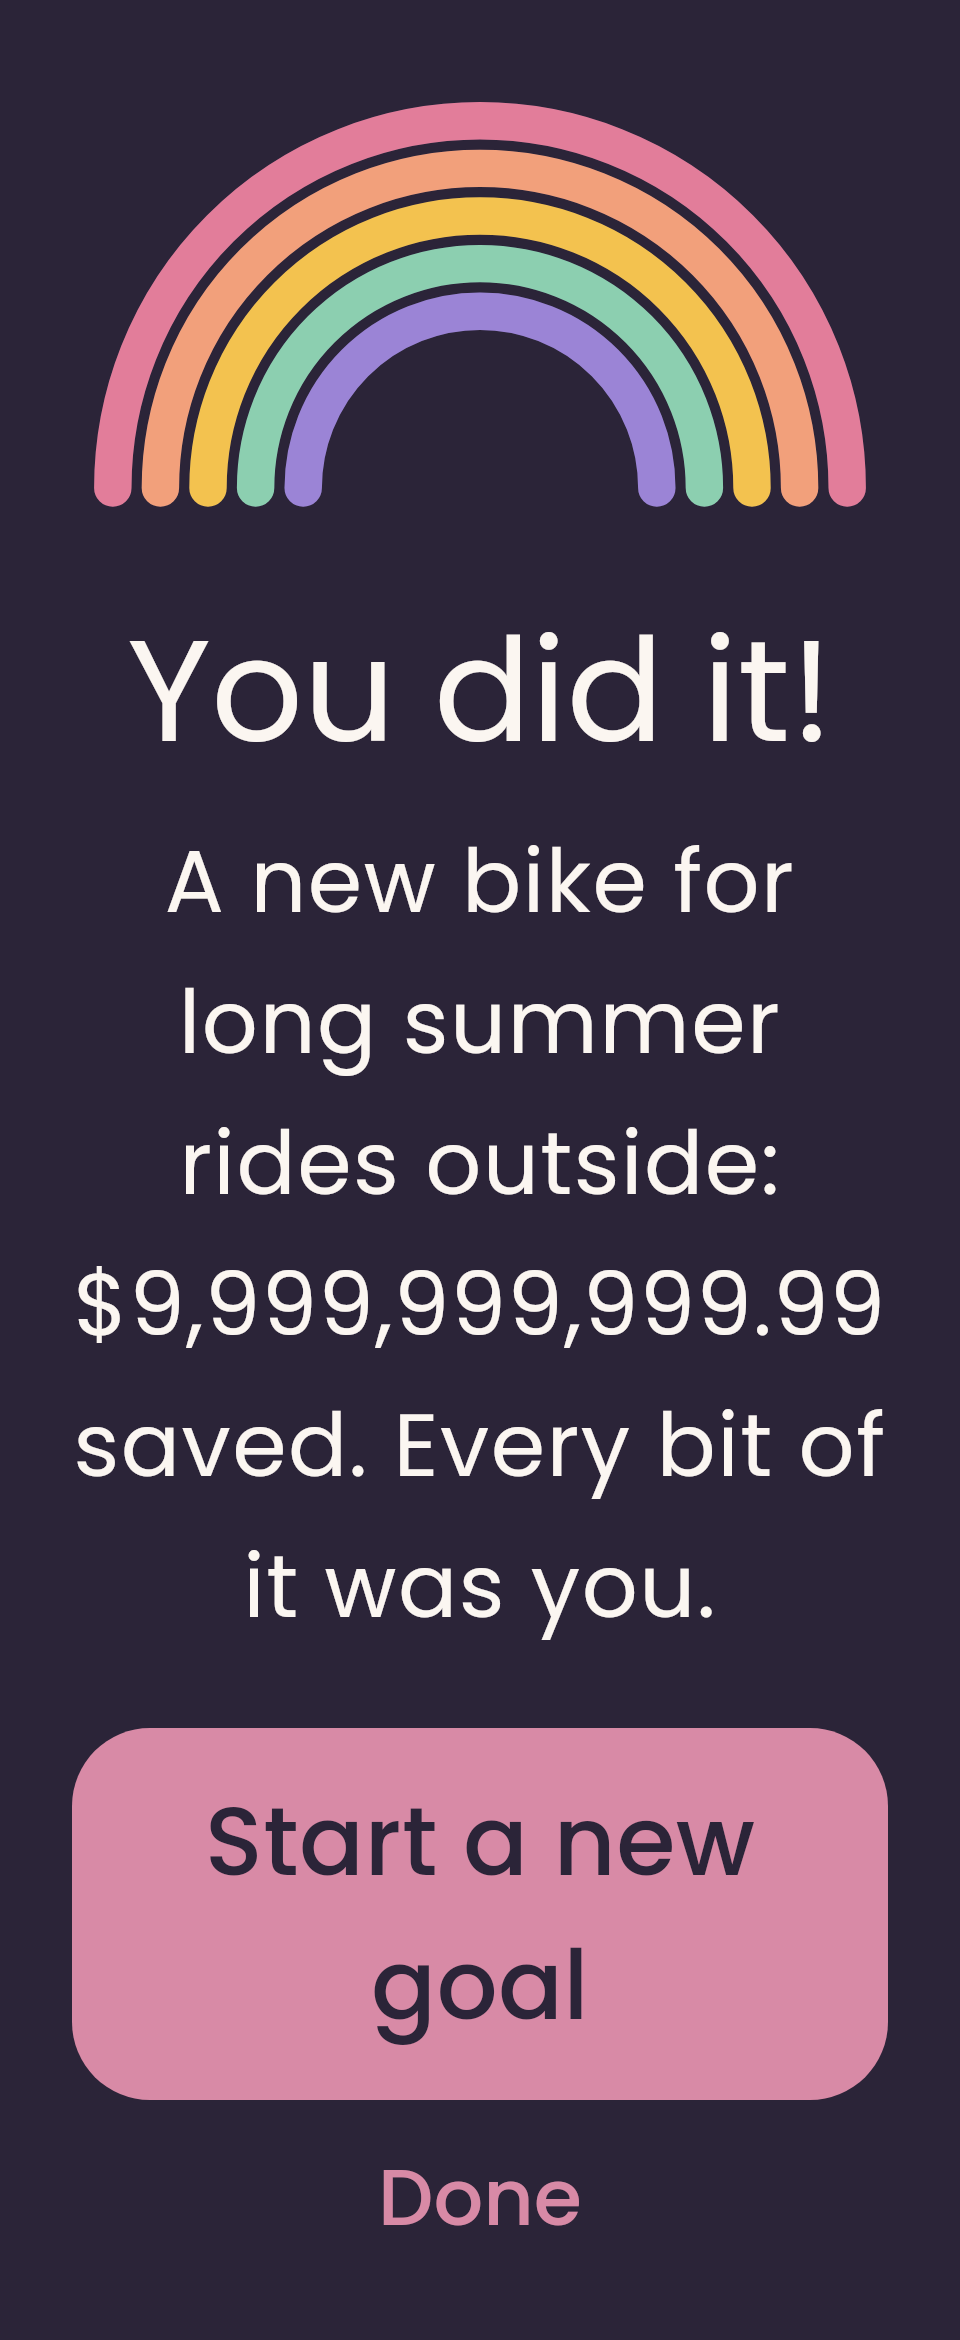 You did it!
A new bike for
long summer
rides outside:
$9,999,999,999.99
saved. Every bit of
it was you.
Start a new
goal
Done